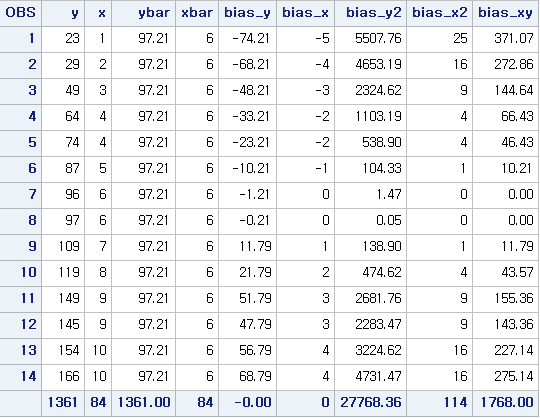 OBS y x ybar xbar bias_y bias_x bias_y2 bias_x2 bias_xy
1 23 1 97.21 6 -74.21 -5 5507.76 25 371.07
2 29 2 97.21 6 -68.21 -4 4653.19 16 272.86
3 49 3 97.21 6 -48.21 -3 2324.62 9 144.64
4 64 4 97.21 6 -33.21 -2 1103.19 4 66.43
5 74 4 97.21 6 -23.21 -2 538.90 4 46.43
6 87 5 97.21 6 -10.21 -1 104.33 1 10.21
7 96 6 97.21 6 -1.21 0 1.47 0 0.00
8 97 6 97.21 6 -0.21 0 0.05 0 0.00
9 109 7 97.21 6 11.79 1 138.90 1 11.79
10 119 8 97.21 6 21.79 2 474.62 4 43.57
11 149 9 97.21 6 51.79 3 2681.76 9 155.36
12 145 9 97.21 6 47.79 3 2283.47 9 143.36
13 154 10 97.21 6 56.79 4 3224.62 16 227.14
14 166 10 97.21 6 68.79 4 4731.47 16 275.14
1361 84 1361.00 84 -0.00 0 27768.36 114 1768.00